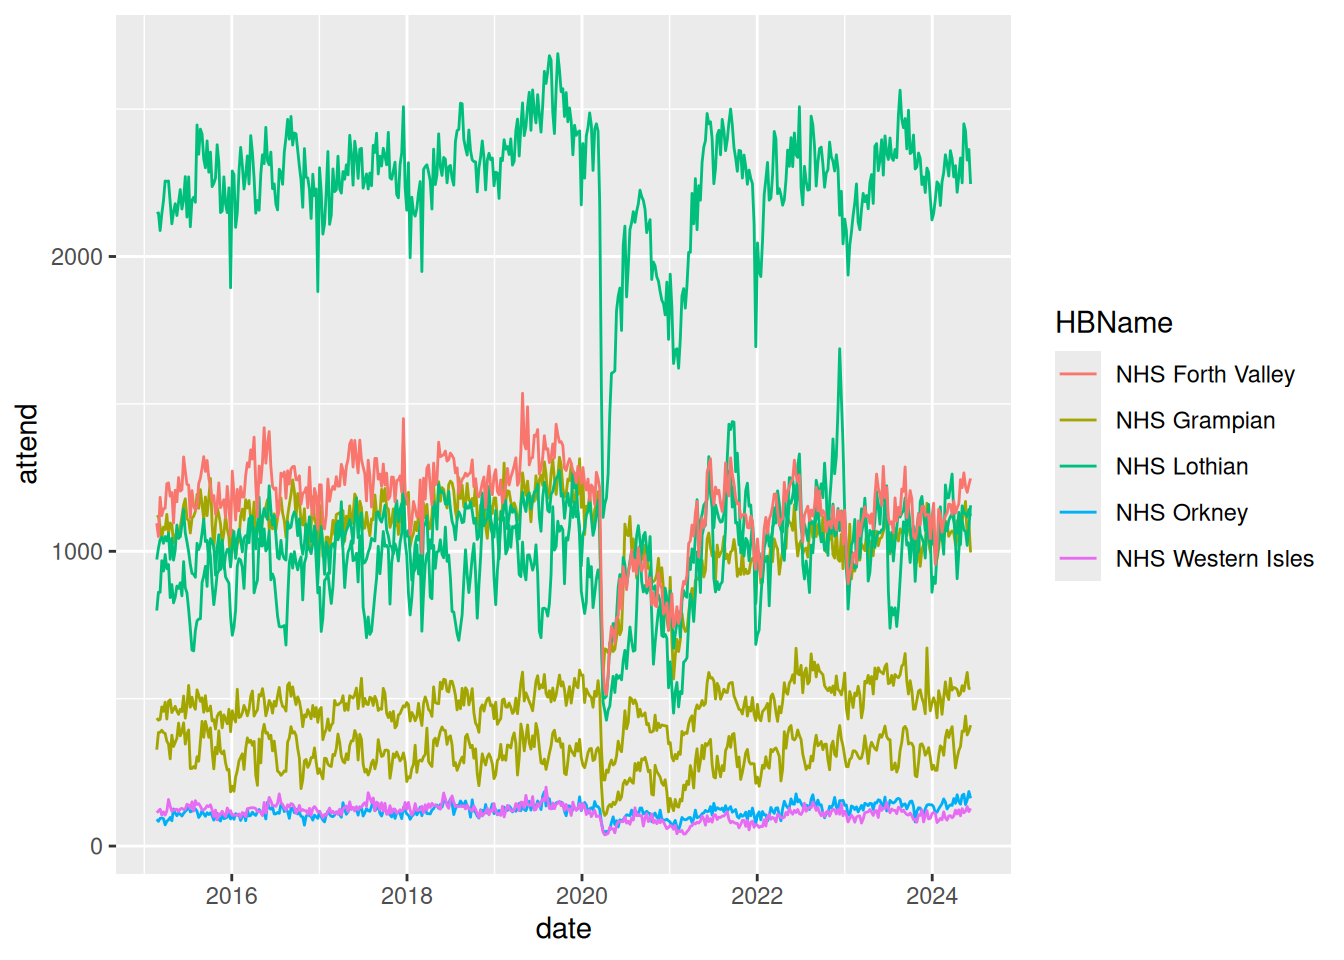 2000
1000
0
attend
2016 2018 2020 2022 2024
date
HBName
NHS Forth Valley
NHS Grampian
NHS Lothian
NHS Orkney
NHS Western Isles